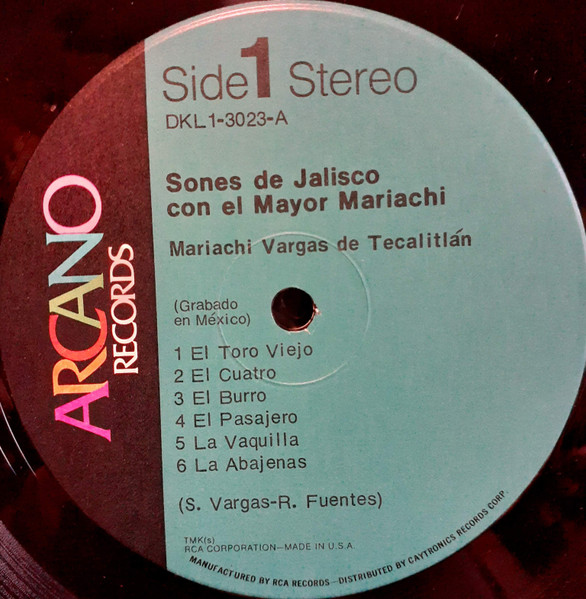 Side 1 Stereo
DKL1-3023-A
Sones de Jalisco
con el Mayor Mariachi
Mariachi Vargas de Tecalitlán
(Grabado
en México)
1 El Toro Viejo
2 El Cuatro
3 El Burro
4 El Pasajero
5 La Vaquilla
6 La Abajenas
(S. Vargas-R. Fuentes)
TMK(s)
RCA CORPORATION—MADE IN U.S.A.
MANUFACTURED BY RCA RECORDS—DISTRIBUTED BY CAYTRONICS RECORDS CORP.
ARCANO
RECORDS